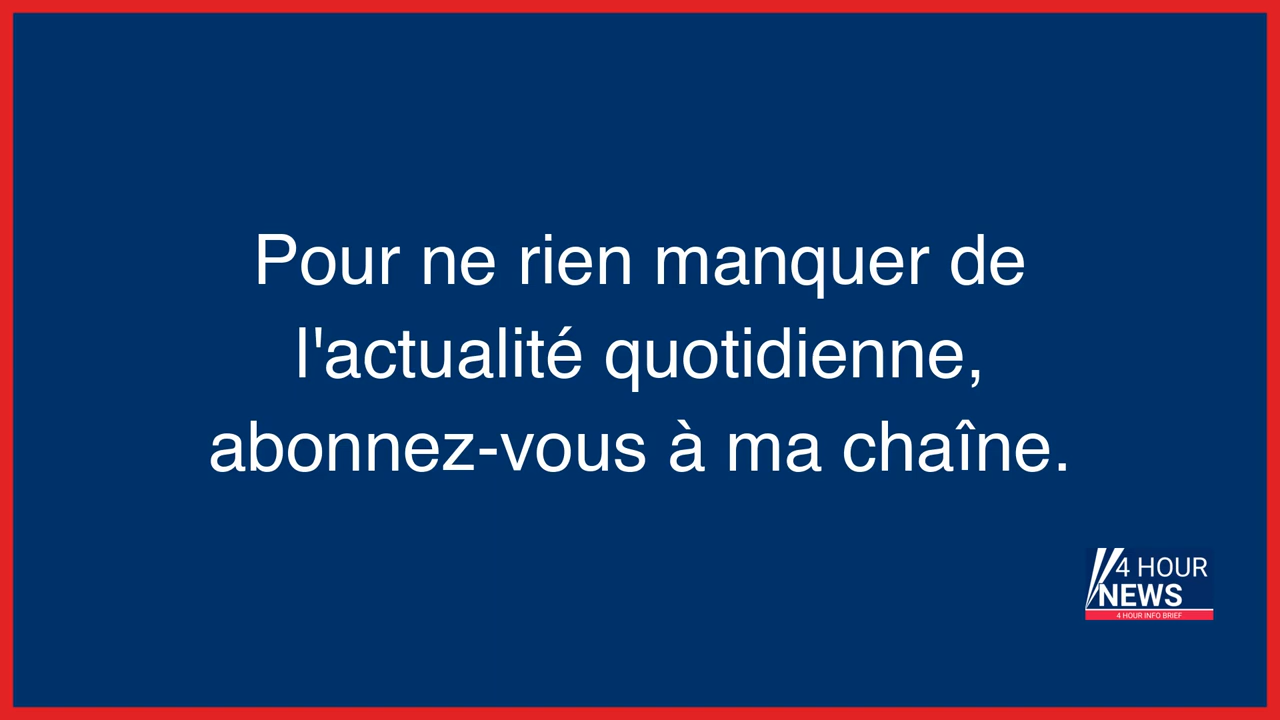 Pour ne rien manquer de
l'actualité quotidienne,
abonnez-vous à ma chaîne.
4 HOUR
NEWS
4 HOUR INFO BRIEF